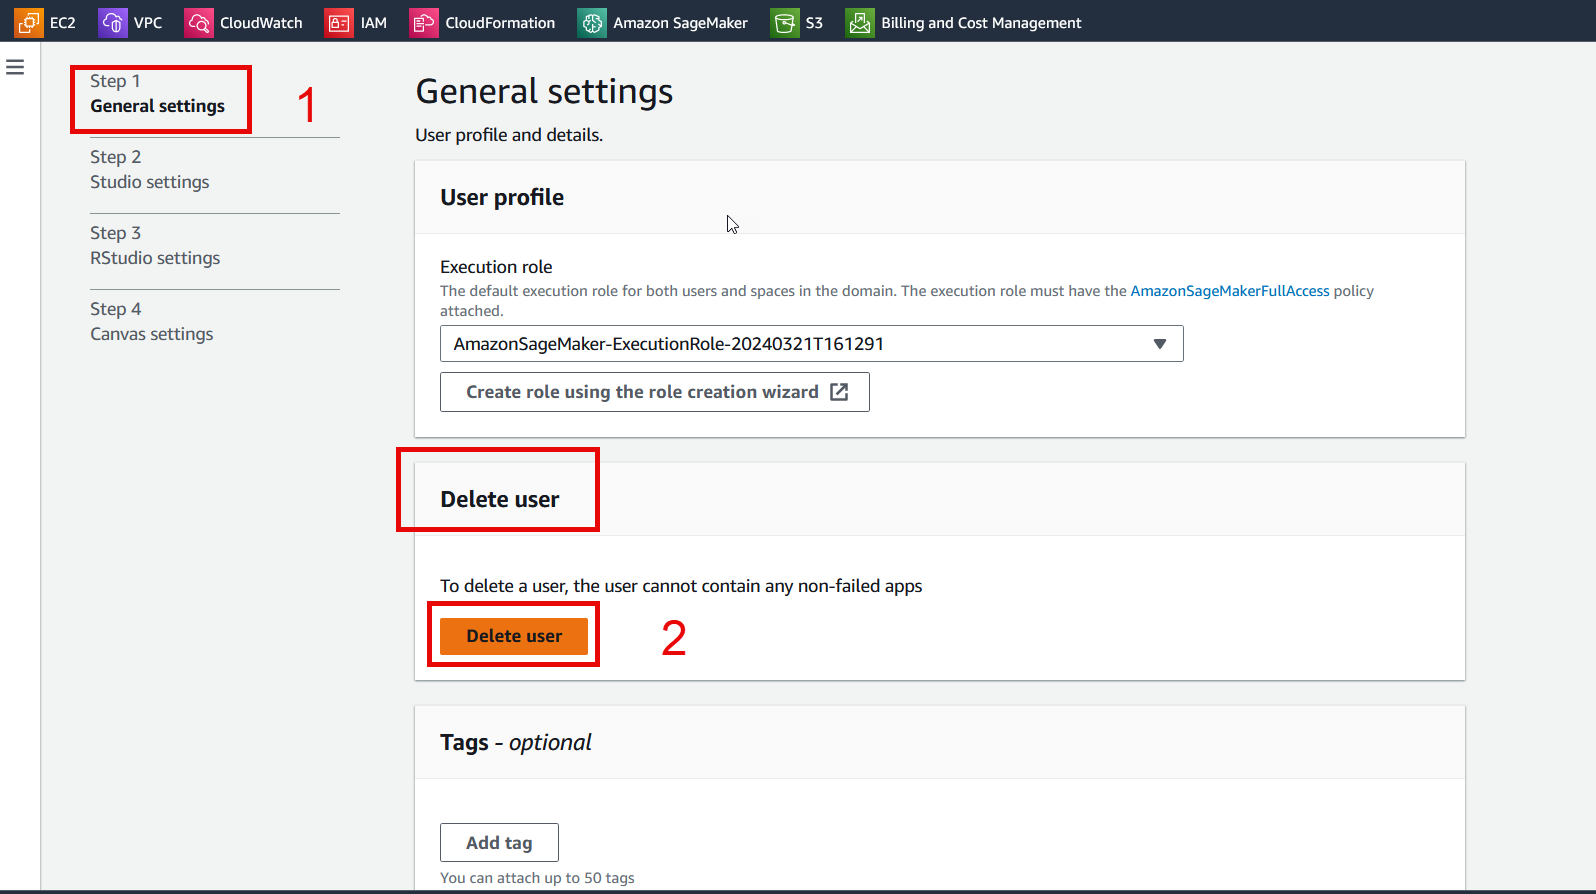 EC2 VPC CloudWatch IAM CloudFormation Amazon SageMaker S3 Billing and Cost Management
Step 1
General settings
1
Step 2
Studio settings
Step 3
RStudio settings
Step 4
Canvas settings
General settings
User profile and details.
User profile
Execution role
The default execution role for both users and spaces in the domain. The execution role must have the AmazonSageMakerFullAccess policy
attached.
AmazonSageMaker-ExecutionRole-20240321T161291
Create role using the role creation wizard
Delete user
To delete a user, the user cannot contain any non-failed apps
Delete user
2
Tags - optional
Add tag
You can attach up to 50 tags